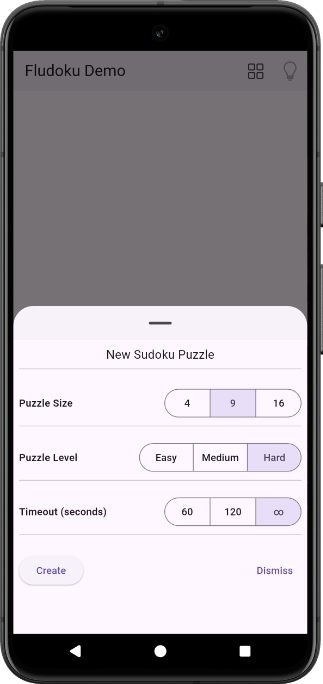 Fludoku Demo
New Sudoku Puzzle
Puzzle Size 4 9 16
Puzzle Level Easy Medium Hard
Timeout (seconds) 60 120 ∞
Create Dismiss